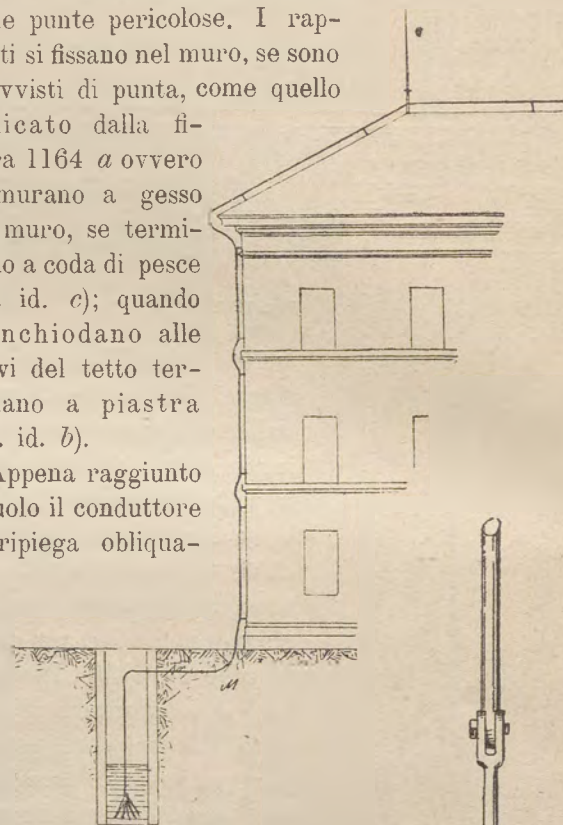 e punte pericolose. I rap-
ti si fissano nel muro, se sono
vvisti di punta, come quello
licato dalla fi-
ra 1164 a ovvero
murano a gesso
muro, se termi-
o a coda di pesce
. id. c); quando
nchiodano alle
vi del tetto ter-
ano a piastra
. id. b).
Appena raggiunto
uolo il conduttore
ripiega obliqua-
M